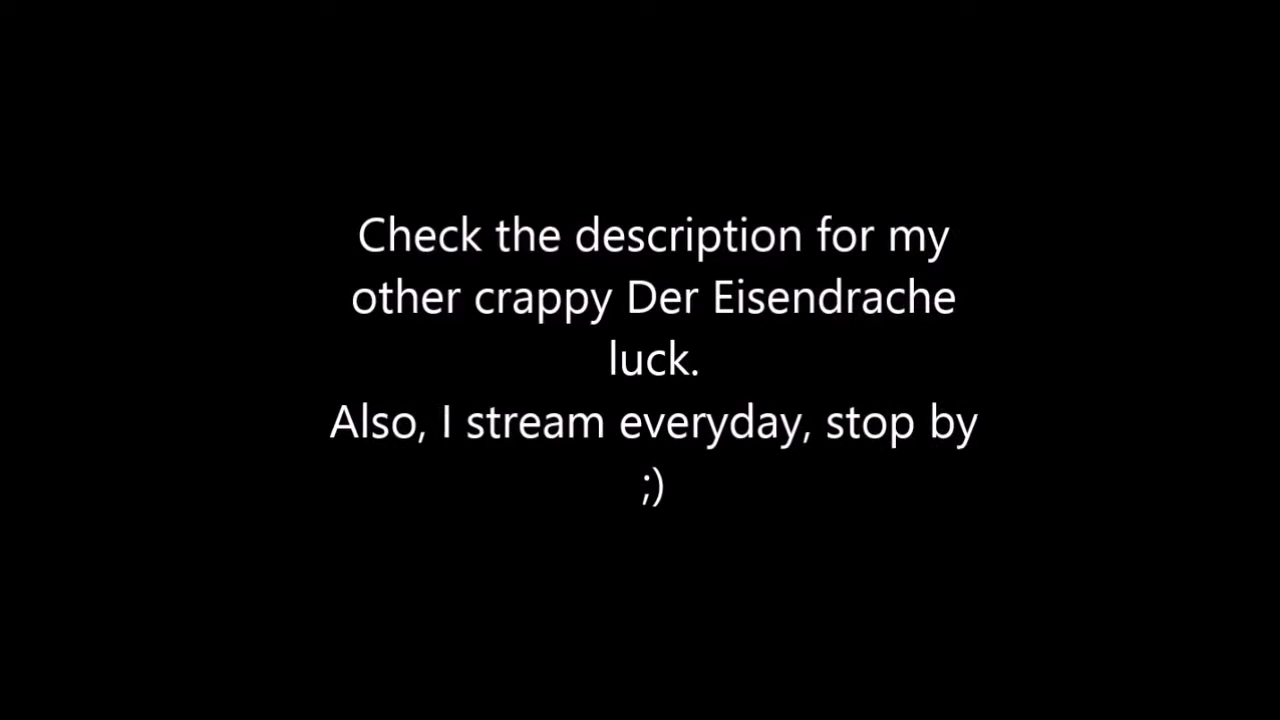 Check the description for my
other crappy Der Eisendrache
luck.
Also, I stream everyday, stop by
;)